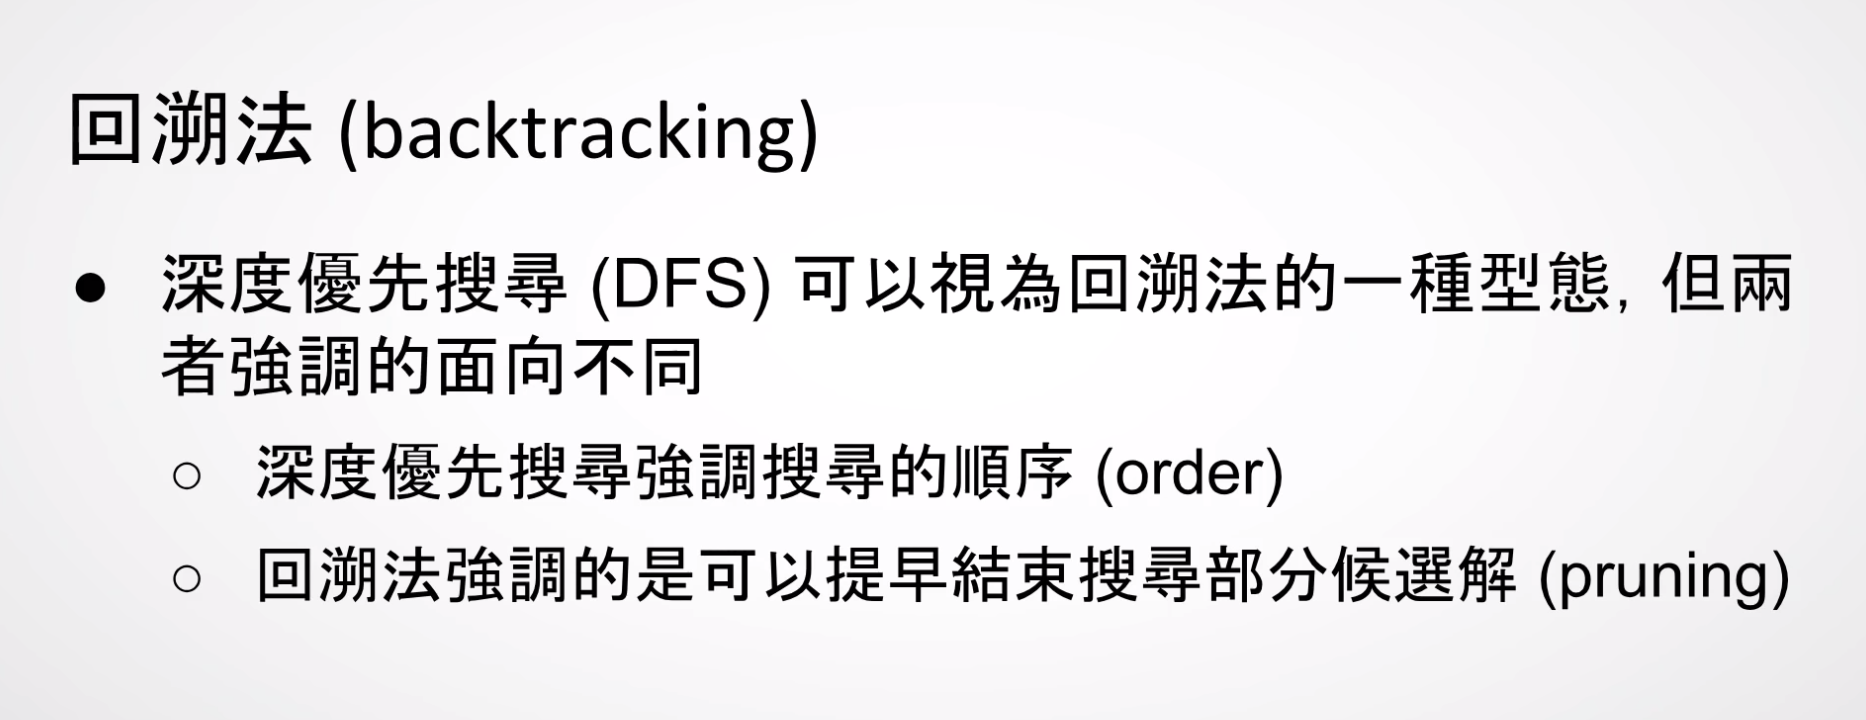 回溯法 (backtracking)
● 深度優先搜尋 (DFS) 可以視為回溯法的一種型態, 但兩
者強調的面向不同
○ 深度優先搜尋強調搜尋的順序 (order)
○ 回溯法強調的是可以提早結束搜尋部分候選解 (pruning)